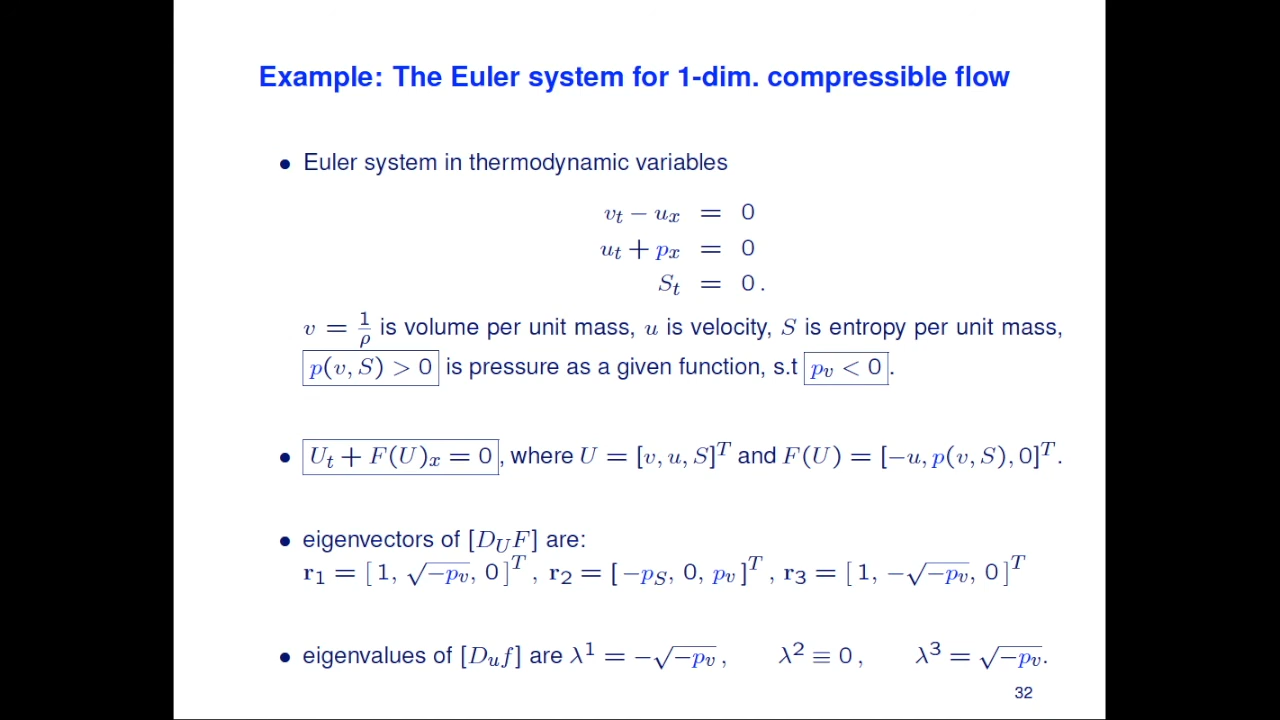 Example: The Euler system for 1-dim. compressible flow
• Euler system in thermodynamic variables
v_t − u_x = 0
u_t + p_x = 0
S_t = 0 .
v = 1/ρ is volume per unit mass, u is velocity, S is entropy per unit mass,
p(v, S) > 0 is pressure as a given function, s.t p_v < 0 .
• U_t + F(U)_x = 0 , where U = [v, u, S]^T and F(U) = [−u, p(v, S), 0]^T.
• eigenvectors of [D_U F] are:
r_1 = [ 1, √−p_v, 0 ]^T , r_2 = [ −p_S, 0, p_v ]^T , r_3 = [ 1, −√−p_v, 0 ]^T
• eigenvalues of [D_u f] are λ^1 = −√−p_v , λ^2 ≡ 0 , λ^3 = √−p_v.
32